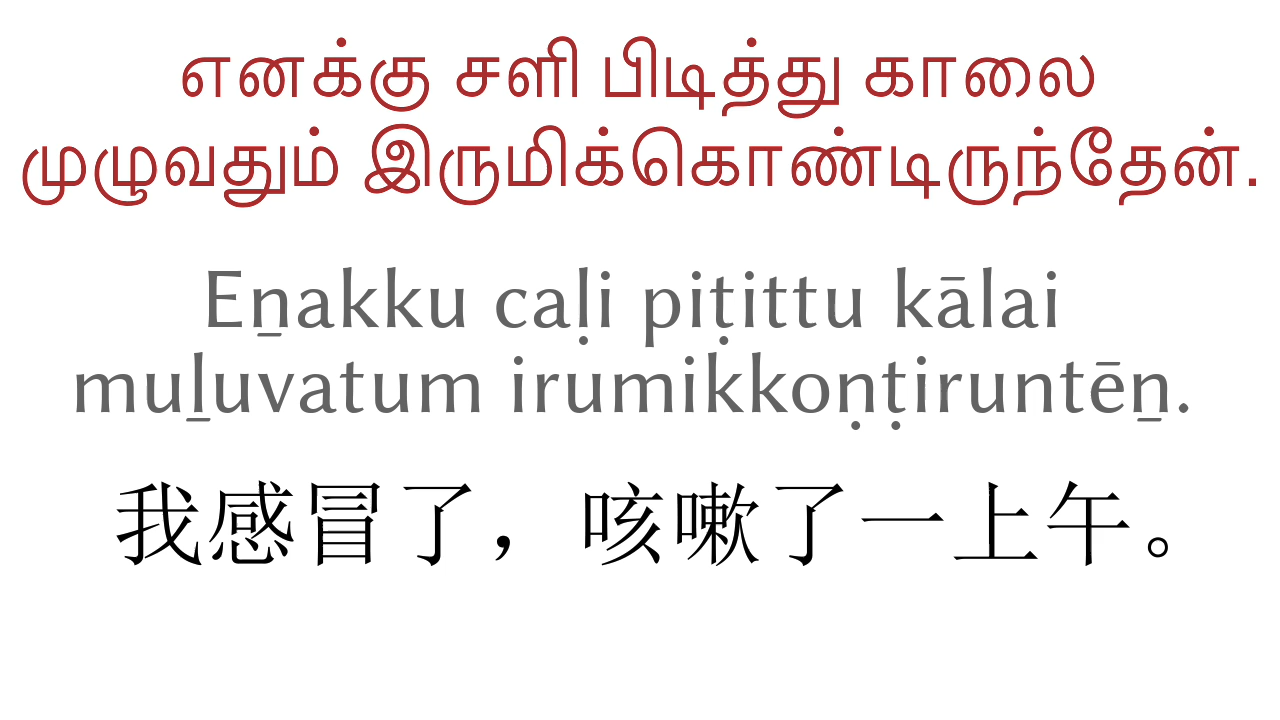 எனக்கு சளி பிடித்து காலை
முழுவதும் இருமிக்கொண்டிருந்தேன்.
Eṉakku caḷi piṭittu kālai
muḻuvatum irumikkoṇṭiruntēṉ.
我感冒了，咳嗽了一上午。